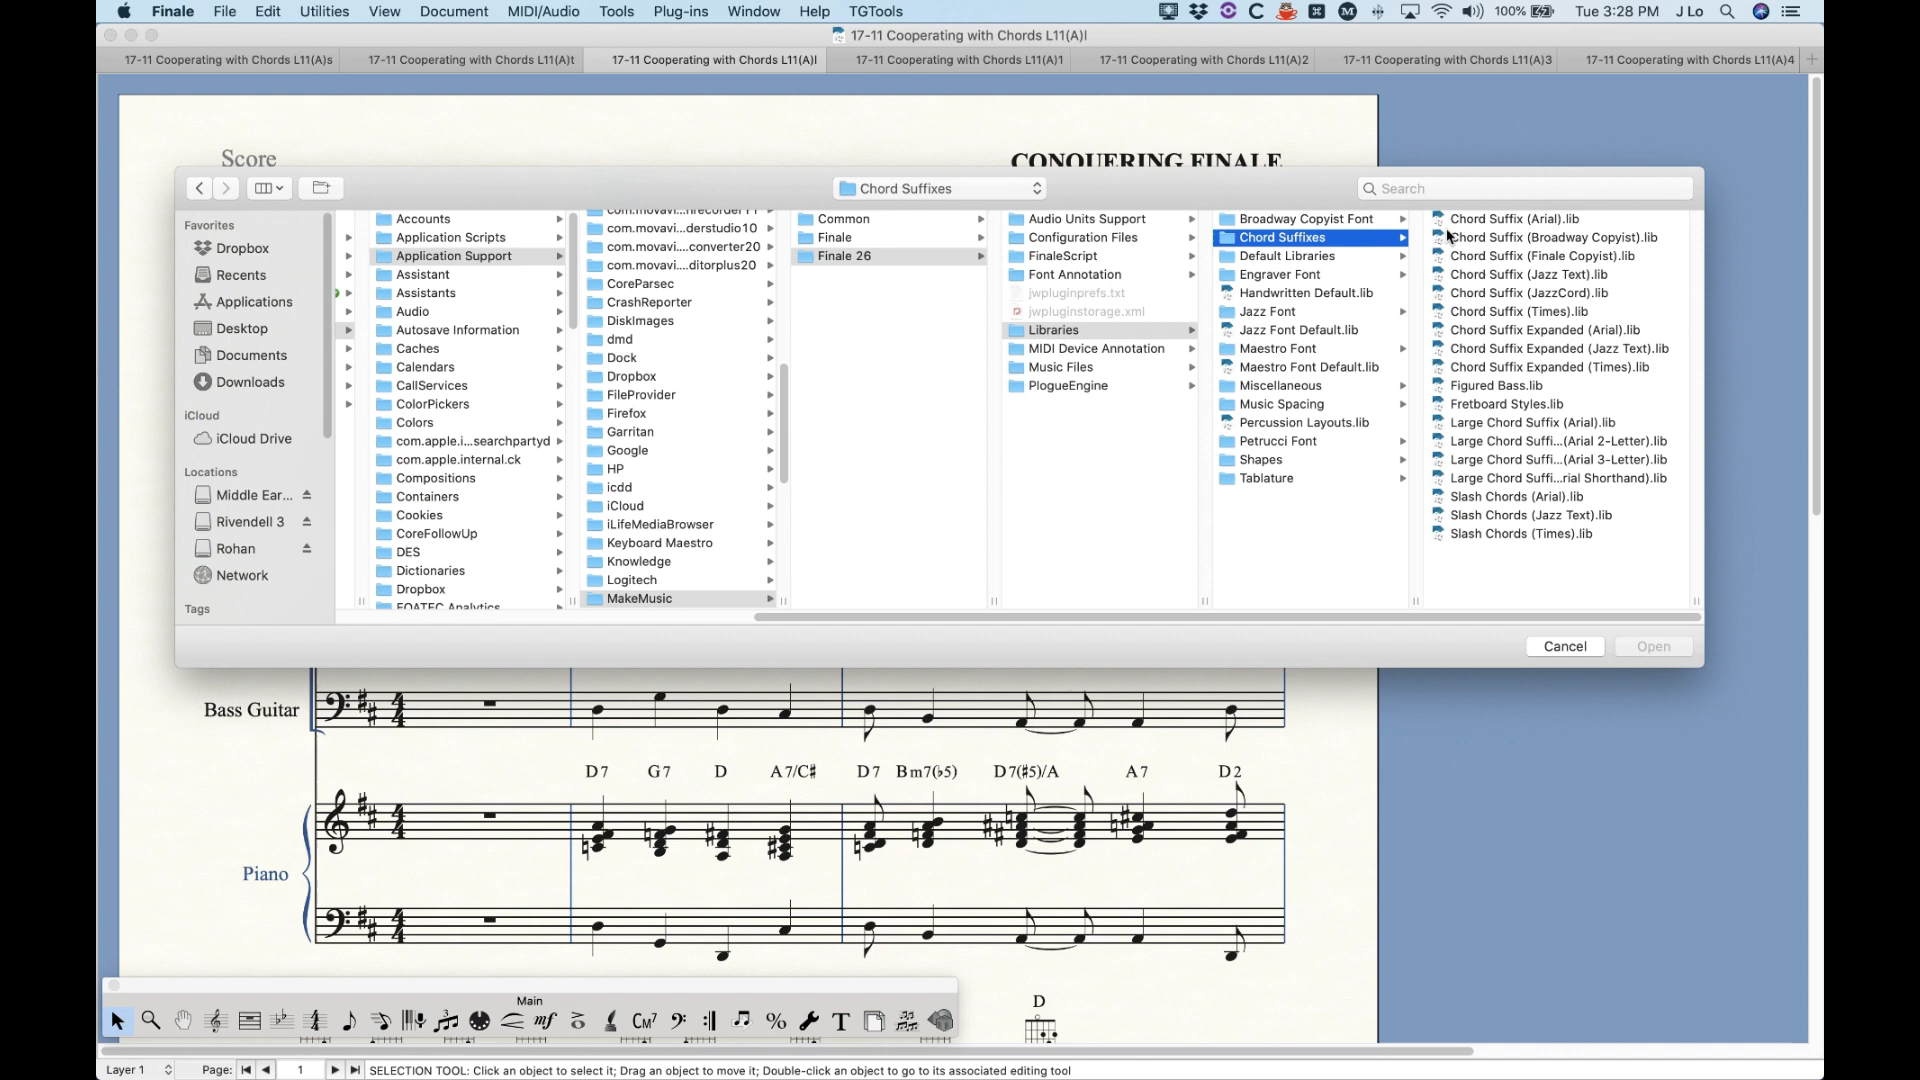 Finale File Edit Utilities View Document MIDI/Audio Tools Plug-ins Window Help TGTools 100% Tue 3:28 PM J Lo
17-11 Cooperating with Chords L11(A)l
17-11 Cooperating with Chords L11(A)s 17-11 Cooperating with Chords L11(A)t 17-11 Cooperating with Chords L11(A)l 17-11 Cooperating with Chords L11(A)1 17-11 Cooperating with Chords L11(A)2 17-11 Cooperating with Chords L11(A)3 17-11 Cooperating with Chords L11(A)4
Score CONQUERING FINALE
Chord Suffixes Search
Favorites
Dropbox
Recents
Applications
Desktop
Documents
Downloads
iCloud
iCloud Drive
Locations
Middle Ear...
Rivendell 3
Rohan
Network
Tags
Accounts
Application Scripts
Application Support
Assistant
Assistants
Audio
Autosave Information
Caches
Calendars
CallServices
ColorPickers
Colors
com.apple.i...searchpartyd
com.apple.internal.ck
Compositions
Containers
Cookies
CoreFollowUp
DES
Dictionaries
Dropbox
FOATEC Analytics
com.movavi....derstudio10
com.movavi....converter20
com.movavi....ditorplus20
CoreParsec
CrashReporter
DiskImages
dmd
Dock
Dropbox
FileProvider
Firefox
Garritan
Google
HP
icdd
iCloud
iLifeMediaBrowser
Keyboard Maestro
Knowledge
Logitech
MakeMusic
Common
Finale
Finale 26
Audio Units Support
Configuration Files
FinaleScript
Font Annotation
jwpluginprefs.txt
jwpluginstorage.xml
Libraries
MIDI Device Annotation
Music Files
PlogueEngine
Broadway Copyist Font
Chord Suffixes
Default Libraries
Engraver Font
Handwritten Default.lib
Jazz Font
Jazz Font Default.lib
Maestro Font
Maestro Font Default.lib
Miscellaneous
Music Spacing
Percussion Layouts.lib
Petrucci Font
Shapes
Tablature
Chord Suffix (Arial).lib
Chord Suffix (Broadway Copyist).lib
Chord Suffix (Finale Copyist).lib
Chord Suffix (Jazz Text).lib
Chord Suffix (JazzCord).lib
Chord Suffix (Times).lib
Chord Suffix Expanded (Arial).lib
Chord Suffix Expanded (Jazz Text).lib
Chord Suffix Expanded (Times).lib
Figured Bass.lib
Fretboard Styles.lib
Large Chord Suffix (Arial).lib
Large Chord Suffi...(Arial 2-Letter).lib
Large Chord Suffi...(Arial 3-Letter).lib
Large Chord Suffi...rial Shorthand).lib
Slash Chords (Arial).lib
Slash Chords (Jazz Text).lib
Slash Chords (Times).lib
Cancel Open
Bass Guitar
D7 G7 D A7/C♯ D7 Bm7(♭5) D7(♯5)/A A7 D2
Piano
D
Main
CM7 mf % T
Layer 1 Page: 1 SELECTION TOOL: Click an object to select it; Drag an object to move it; Double-click an object to go to its associated editing tool